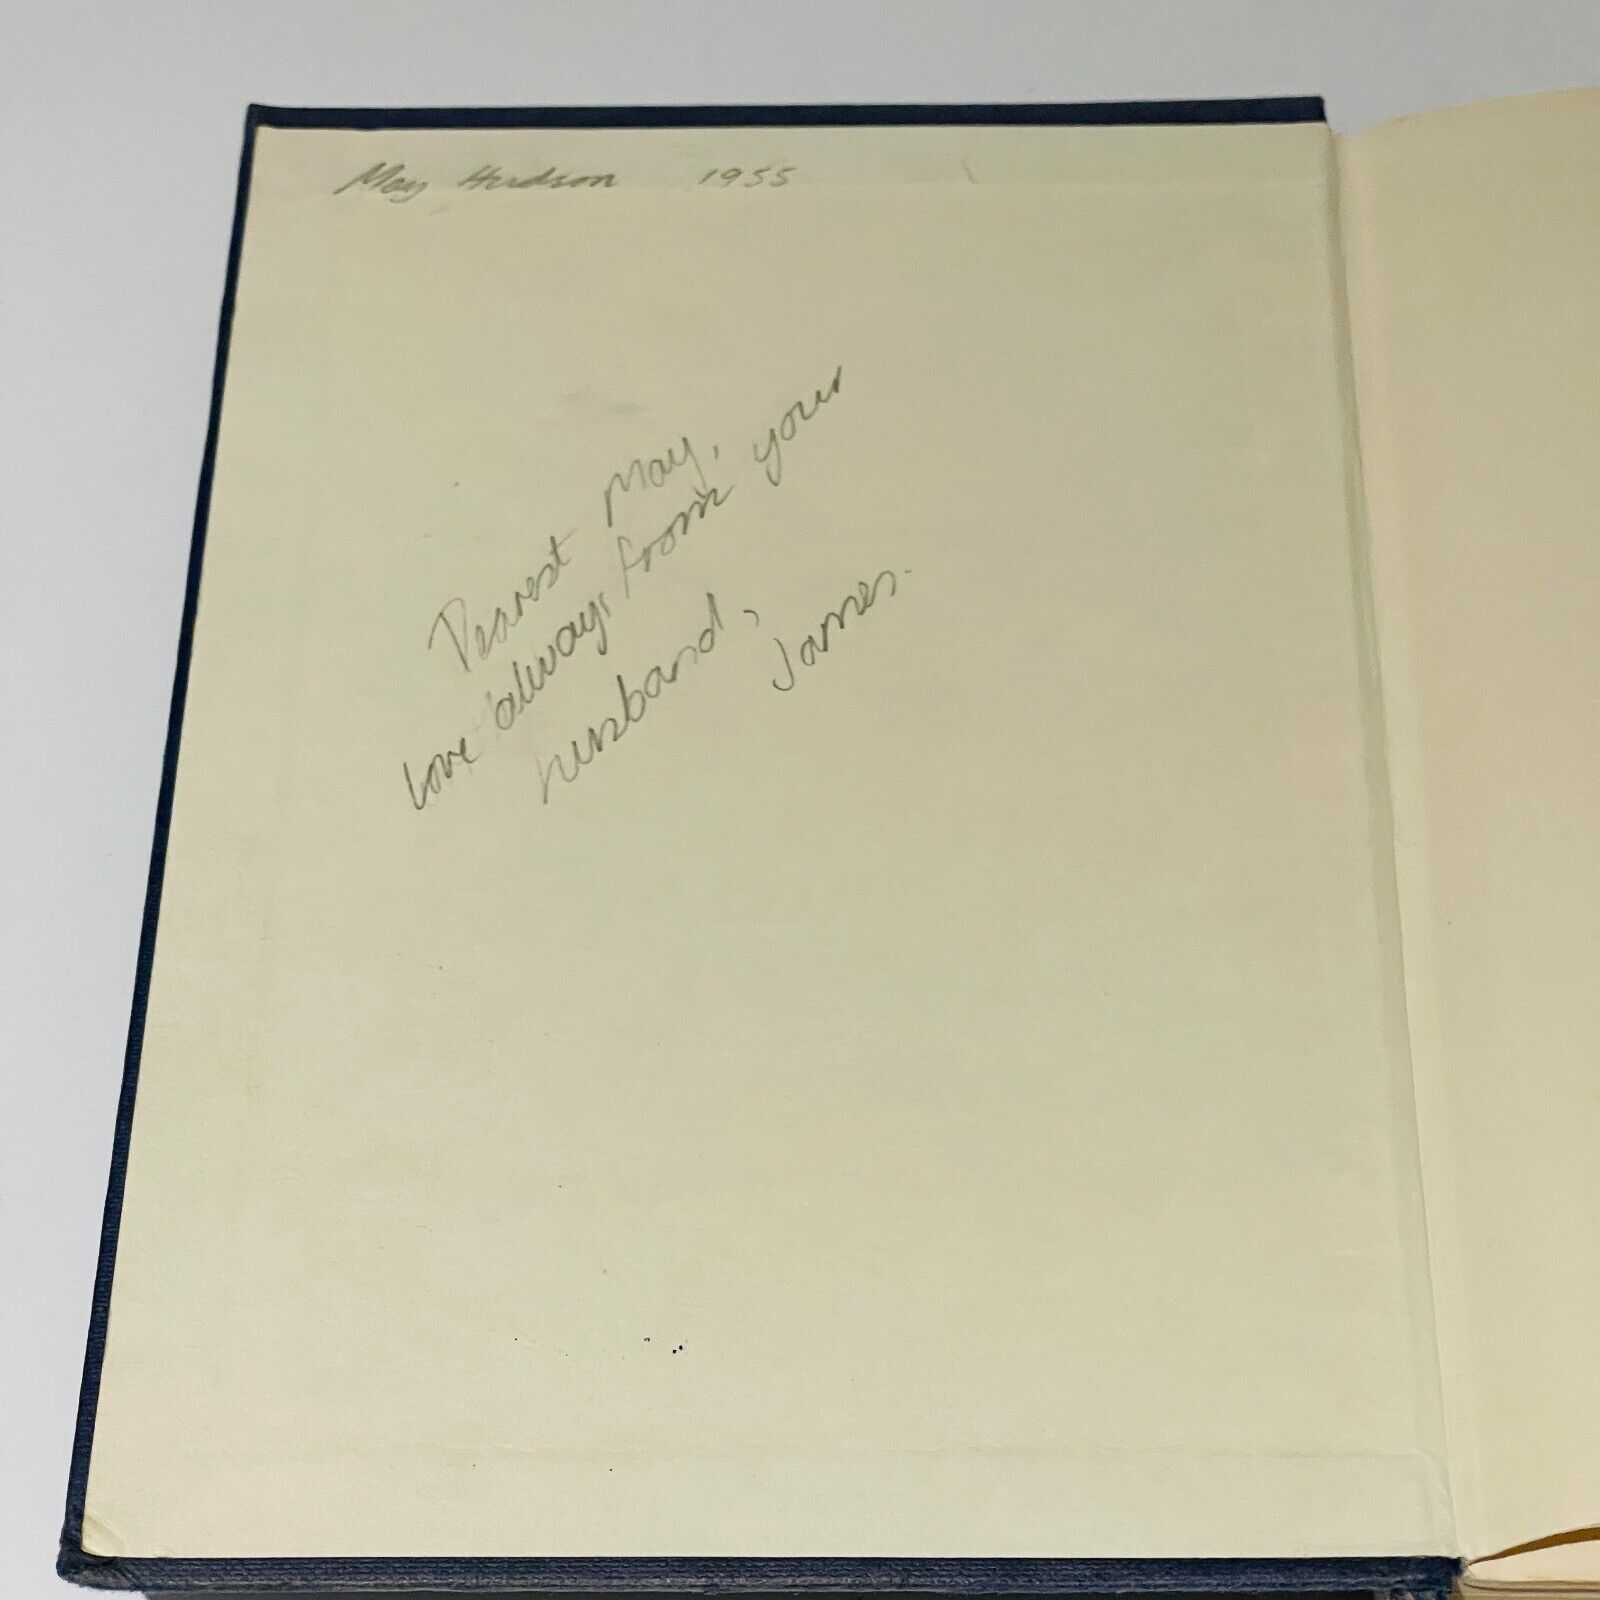 May Hudson 1955
Dearest May,
love always from your
husband,
James.